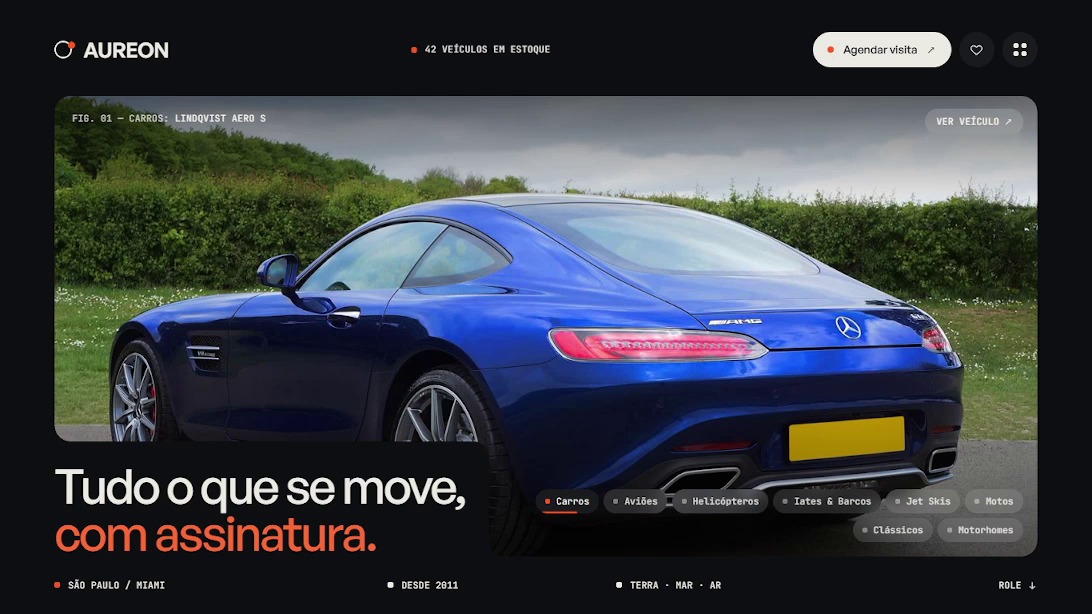 AUREON
42 VEÍCULOS EM ESTOQUE
Agendar visita ↗
FIG. 01 — CARROS: LINDQVIST AERO S
VER VEÍCULO ↗
AMG
Tudo o que se move,
com assinatura.
Carros
Aviões
Helicópteros
Iates & Barcos
Jet Skis
Motos
Clássicos
Motorhomes
SÃO PAULO / MIAMI
DESDE 2011
TERRA · MAR · AR
ROLE ↓